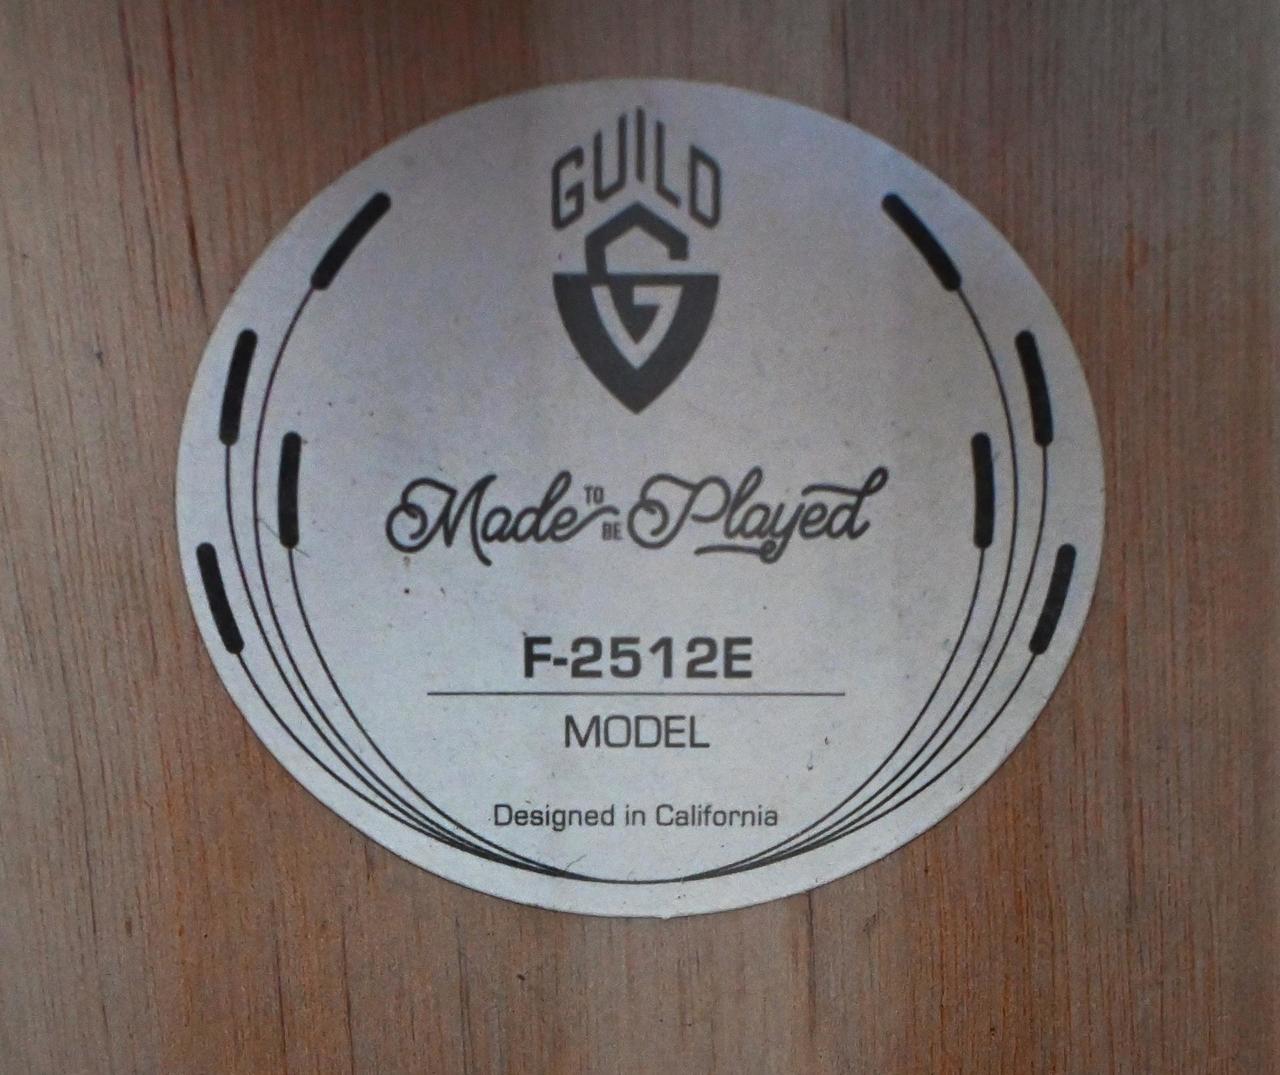 GUILD
G
Made TO BE Played
F-2512E
MODEL
Designed in California